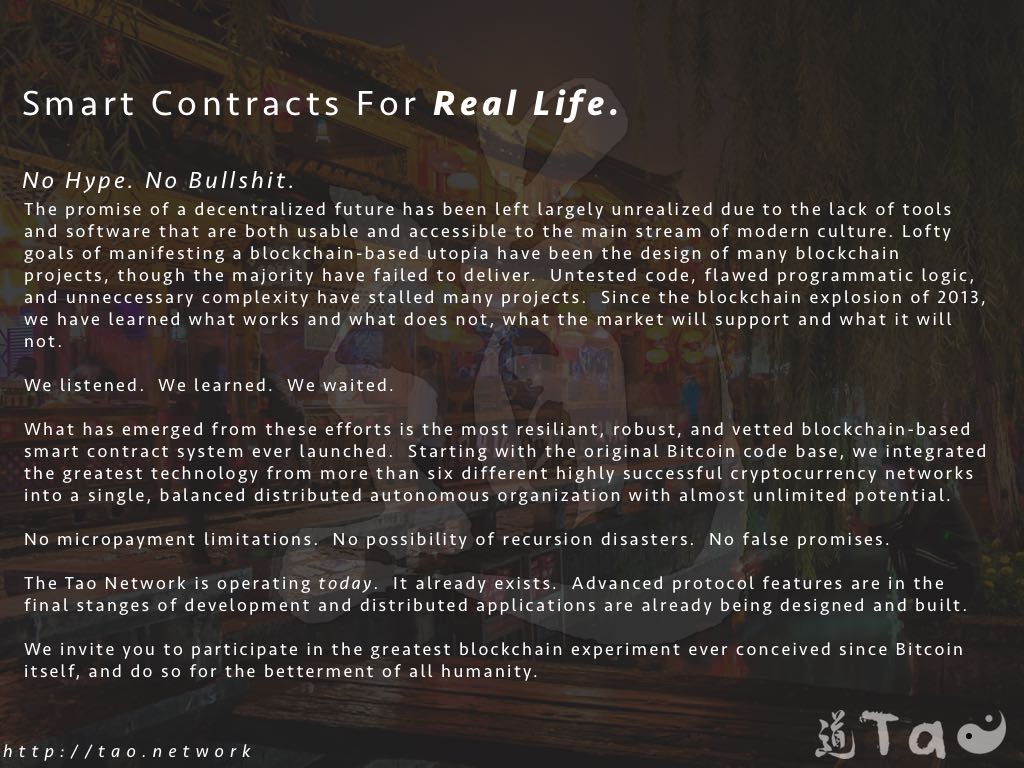 Smart Contracts For Real Life.
No Hype. No Bullshit.
The promise of a decentralized future has been left largely unrealized due to the lack of tools
and software that are both usable and accessible to the main stream of modern culture. Lofty
goals of manifesting a blockchain-based utopia have been the design of many blockchain
projects, though the majority have failed to deliver.  Untested code, flawed programmatic logic,
and unneccessary complexity have stalled many projects.  Since the blockchain explosion of 2013,
we have learned what works and what does not, what the market will support and what it will
not.
We listened.  We learned.  We waited.
What has emerged from these efforts is the most resiliant, robust, and vetted blockchain-based
smart contract system ever launched.  Starting with the original Bitcoin code base, we integrated
the greatest technology from more than six different highly successful cryptocurrency networks
into a single, balanced distributed autonomous organization with almost unlimited potential.
No micropayment limitations.  No possibility of recursion disasters.  No false promises.
The Tao Network is operating today.  It already exists.  Advanced protocol features are in the
final stanges of development and distributed applications are already being designed and built.
We invite you to participate in the greatest blockchain experiment ever conceived since Bitcoin
itself, and do so for the betterment of all humanity.
http://tao.network
道Tao